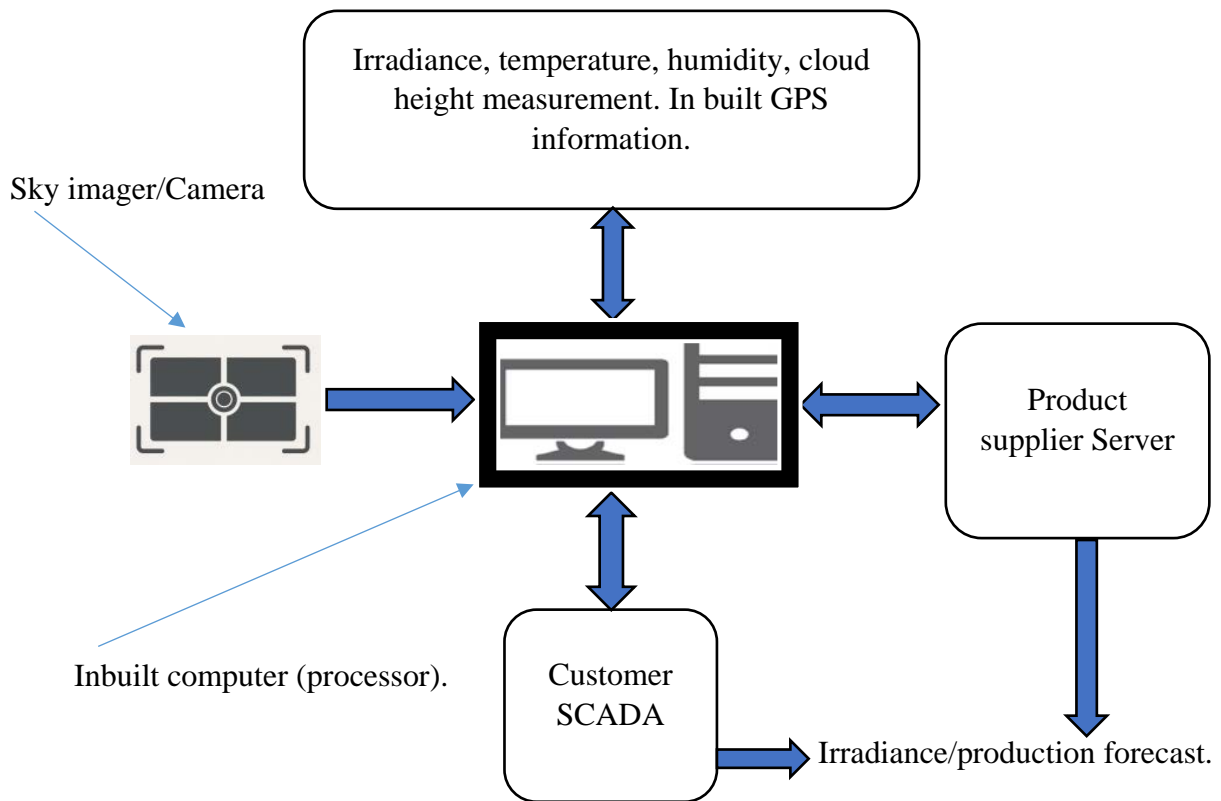 Irradiance, temperature, humidity, cloud
height measurement. In built GPS
information.
Sky imager/Camera
Product
supplier Server
Inbuilt computer (processor).
Customer
SCADA
Irradiance/production forecast.